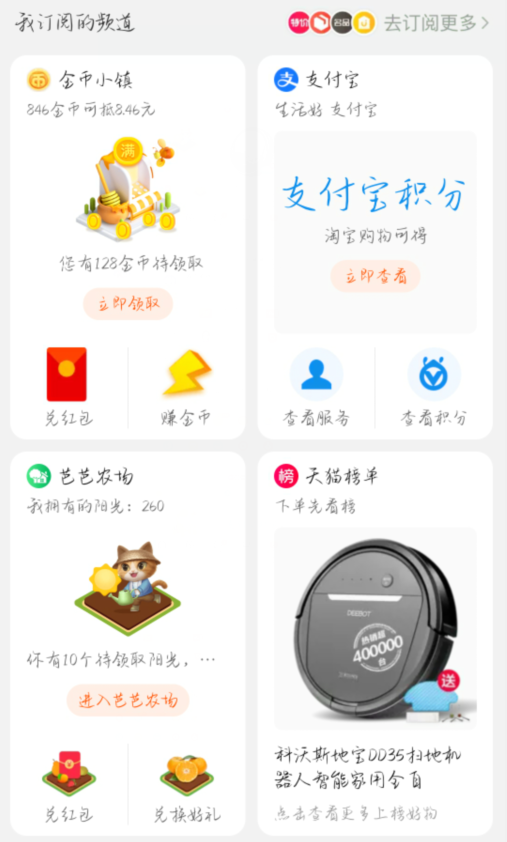 我订阅的频道
特价
名品
去订阅更多>
金币小镇
846金币可抵8.46元
满
您有128金币待领取
立即领取
兑红包
赚金币
支付宝
生活好 支付宝
支付宝积分
淘宝购物可得
立即查看
查看服务
查看积分
芭芭农场
我拥有的阳光：260
你有10个待领取阳光，…
进入芭芭农场
兑红包
兑换好礼
榜 天猫榜单
下单先看榜
DEEBOT
热销超
400000
台
送
科沃斯地宝DD35扫地机
器人智能家用全自
点击查看更多上榜好物